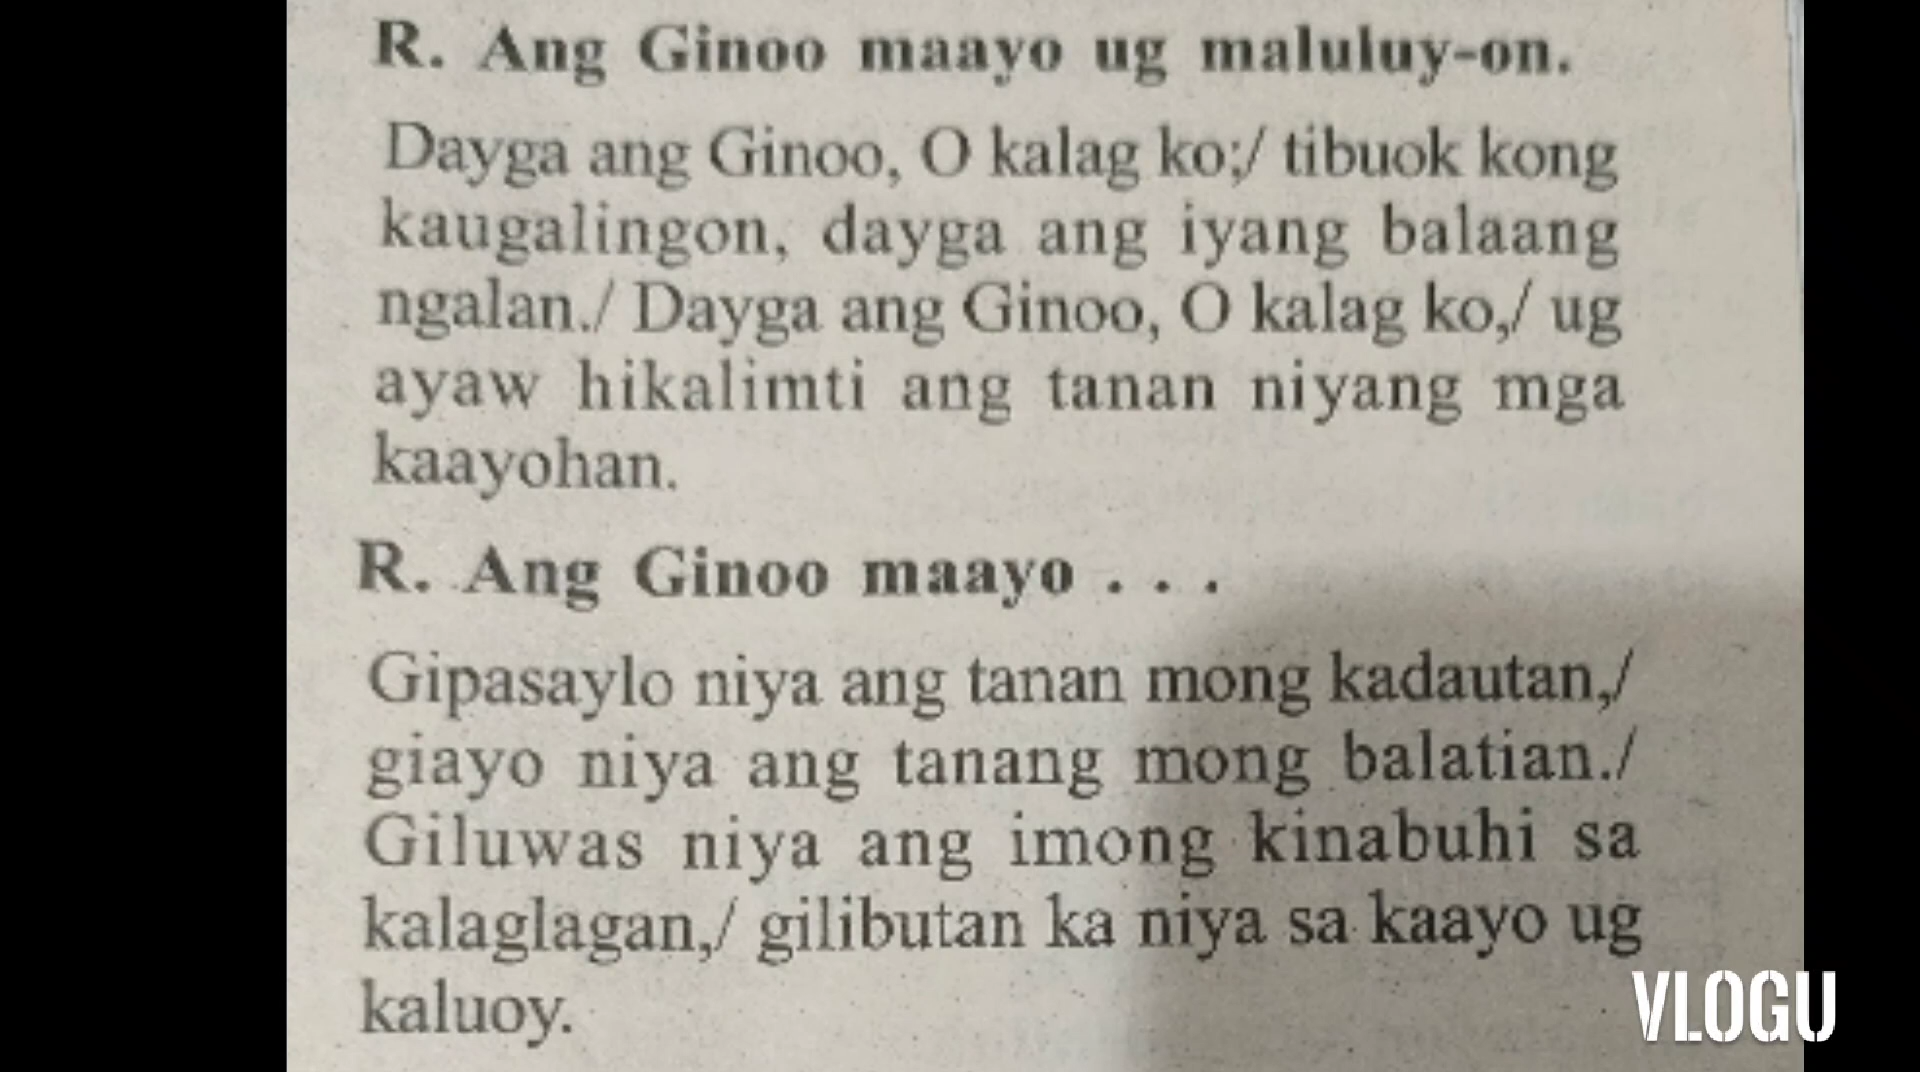 R. Ang Ginoo maayo ug maluluy-on.
Dayga ang Ginoo, O kalag ko;/ tibuok kong
kaugalingon, dayga ang iyang balaang
ngalan./ Dayga ang Ginoo, O kalag ko,/ ug
ayaw hikalimti ang tanan niyang mga
kaayohan.
R. Ang Ginoo maayo . . .
Gipasaylo niya ang tanan mong kadautan,/
giayo niya ang tanang mong balatian./
Giluwas niya ang imong kinabuhi sa
kalaglagan,/ gilibutan ka niya sa kaayo ug
kaluoy.
VLOGU